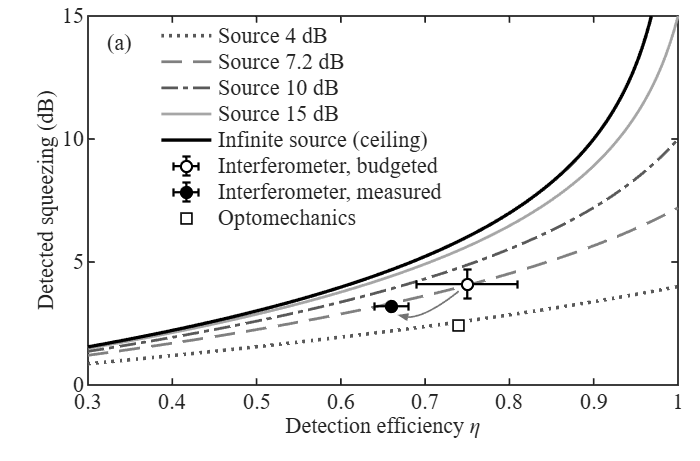 (a)
Source 4 dB
Source 7.2 dB
Source 10 dB
Source 15 dB
Infinite source (ceiling)
Interferometer, budgeted
Interferometer, measured
Optomechanics
Detected squeezing (dB)
15
10
5
0
0.3 0.4 0.5 0.6 0.7 0.8 0.9 1
Detection efficiency η